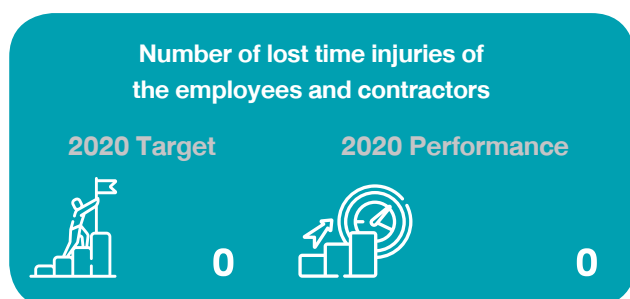 Number of lost time injuries of
the employees and contractors
2020 Target 2020 Performance
0 0